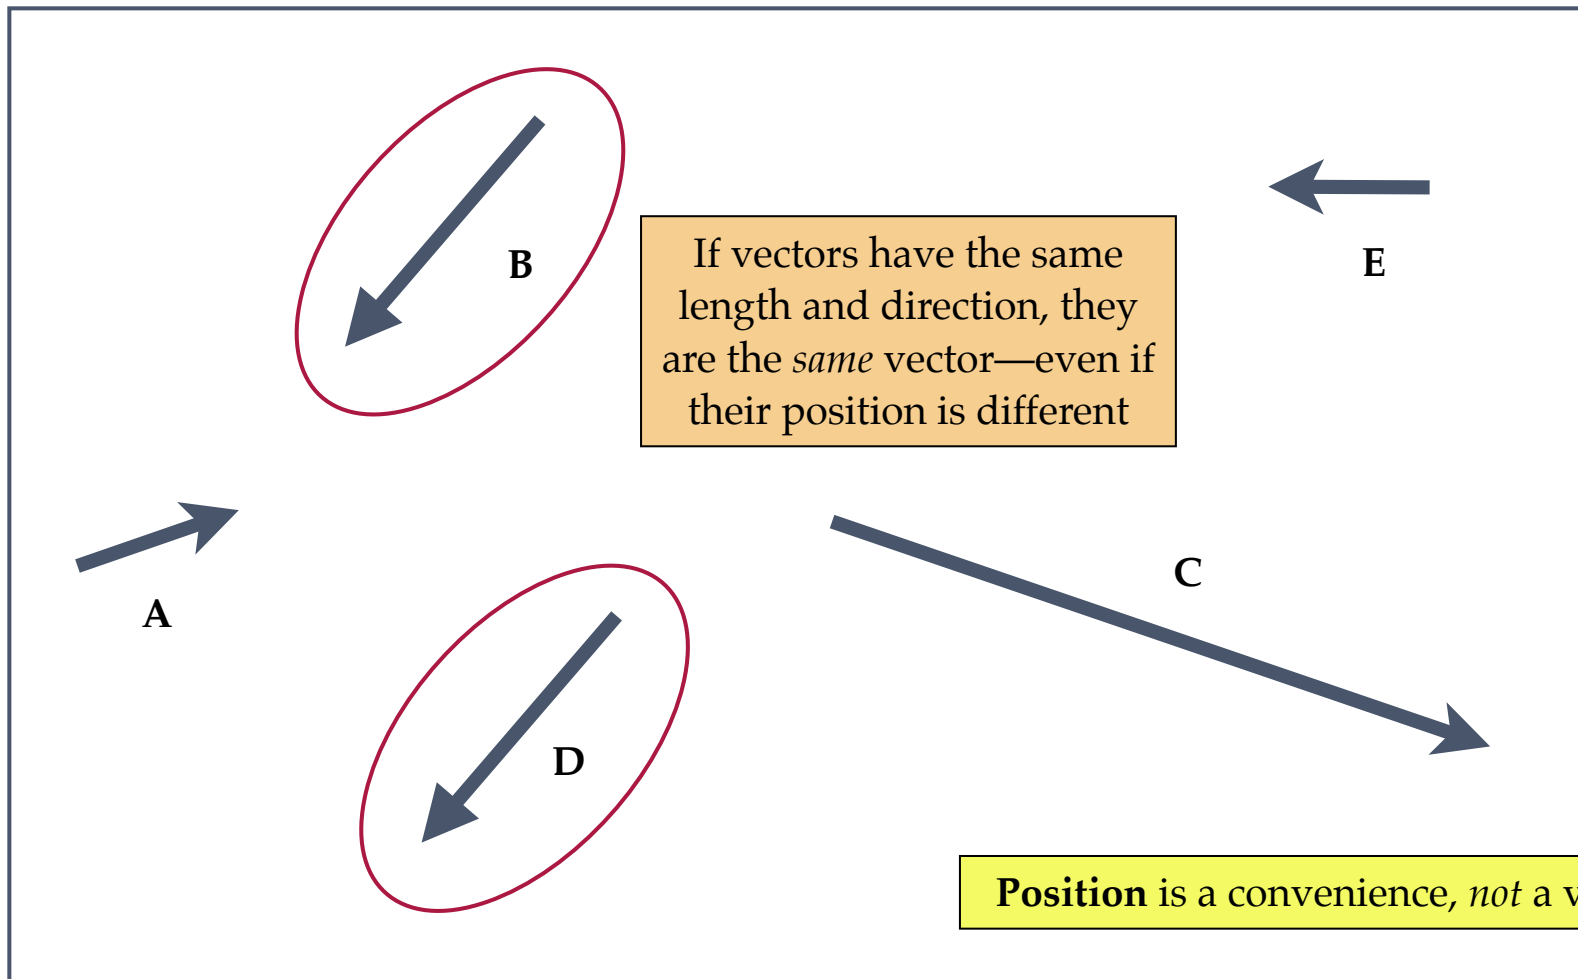 B
If vectors have the same
length and direction, they
are the same vector—even if
their position is different
E
A
C
D
Position is a convenience, not a v